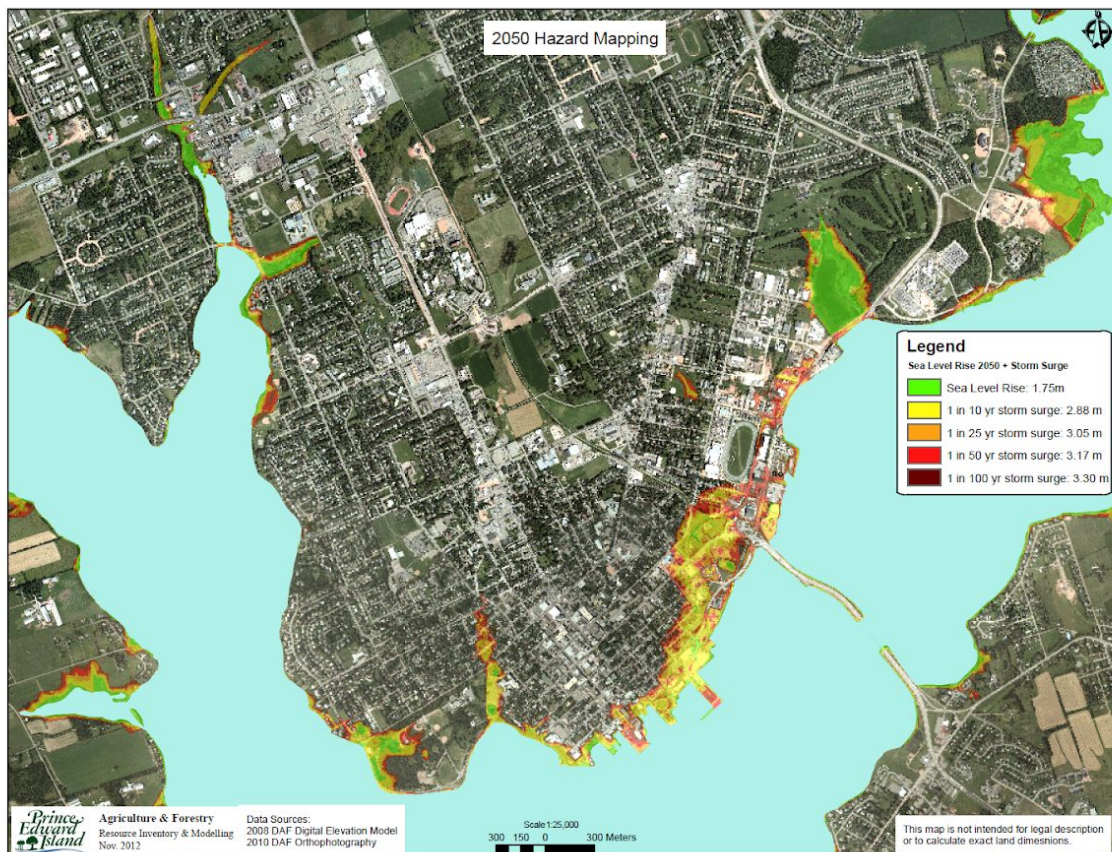 2050 Hazard Mapping
Legend
Sea Level Rise 2050 + Storm Surge
Sea Level Rise: 1.75m
1 in 10 yr storm surge: 2.88 m
1 in 25 yr storm surge: 3.05 m
1 in 50 yr storm surge: 3.17 m
1 in 100 yr storm surge: 3.30 m
Prince
Edward
Island
Agriculture & Forestry
Resource Inventory & Modelling
Nov. 2012
Data Sources:
2008 DAF Digital Elevation Model
2010 DAF Orthophotography
Scale 1:25,000
300 150 0 300 Meters
This map is not intended for legal description
or to calculate exact land dimesnions.